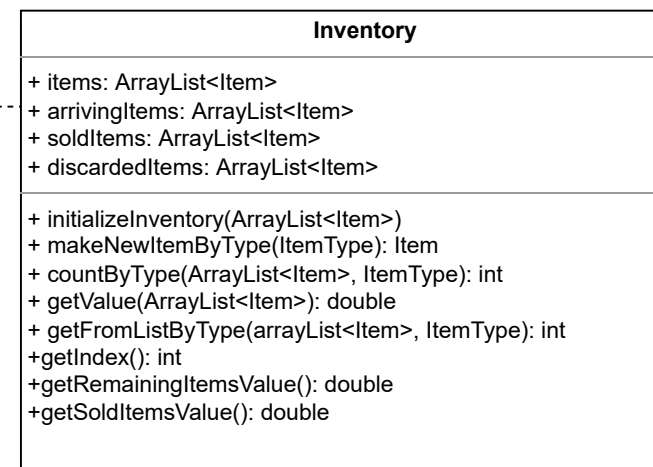 Inventory
+ items: ArrayList<Item>
+ arrivingItems: ArrayList<Item>
+ soldItems: ArrayList<Item>
+ discardedItems: ArrayList<Item>
+ initializeInventory(ArrayList<Item>)
+ makeNewItemByType(ItemType): Item
+ countByType(ArrayList<Item>, ItemType): int
+ getValue(ArrayList<Item>): double
+ getFromListByType(arrayList<Item>, ItemType): int
+getIndex(): int
+getRemainingItemsValue(): double
+getSoldItemsValue(): double